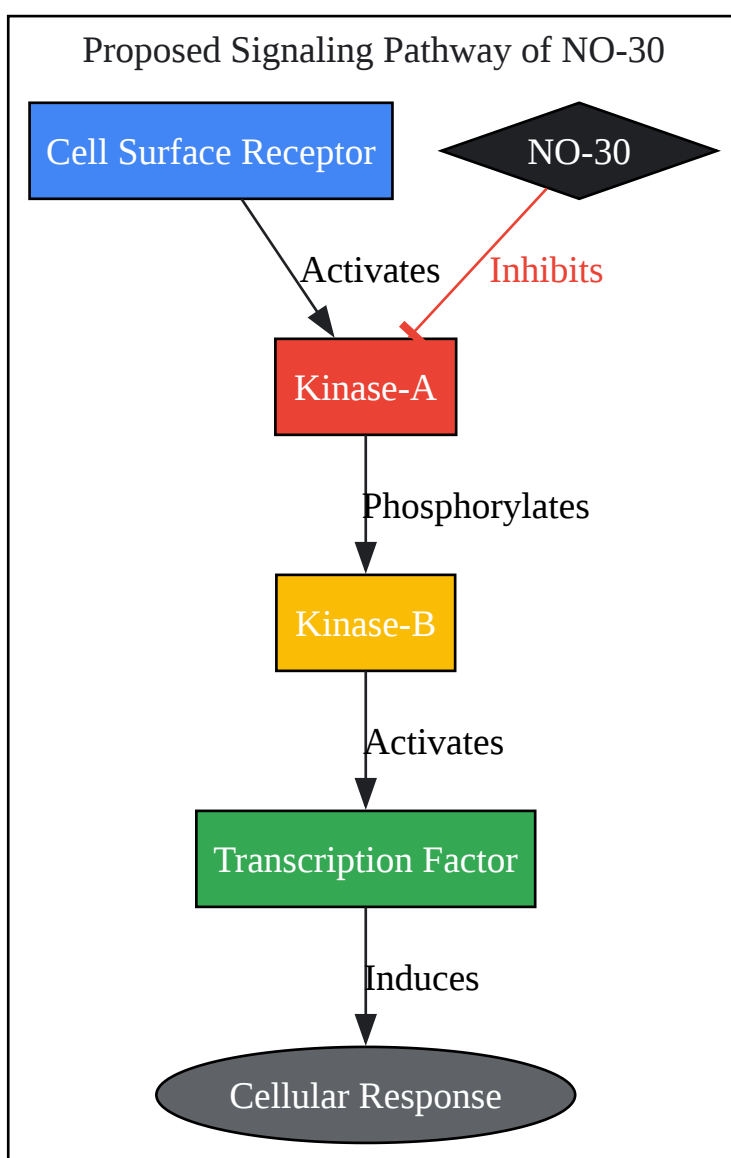 Proposed Signaling Pathway of NO-30
Cell Surface Receptor
NO-30
Activates
Inhibits
Kinase-A
Phosphorylates
Kinase-B
Activates
Transcription Factor
Induces
Cellular Response